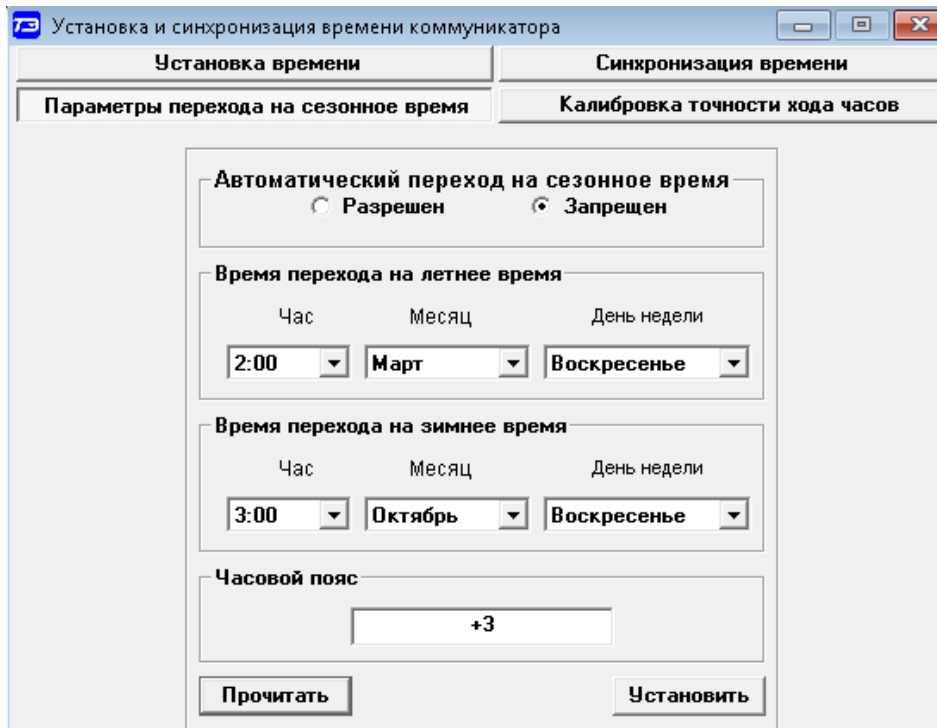 ТЭ Установка и синхронизация времени коммуникатора
Установка времени Синхронизация времени
Параметры перехода на сезонное время Калибровка точности хода часов
Автоматический переход на сезонное время
Разрешен Запрещен
Время перехода на летнее время
Час Месяц День недели
2:00 Март Воскресенье
Время перехода на зимнее время
Час Месяц День недели
3:00 Октябрь Воскресенье
Часовой пояс
+3
Прочитать Установить